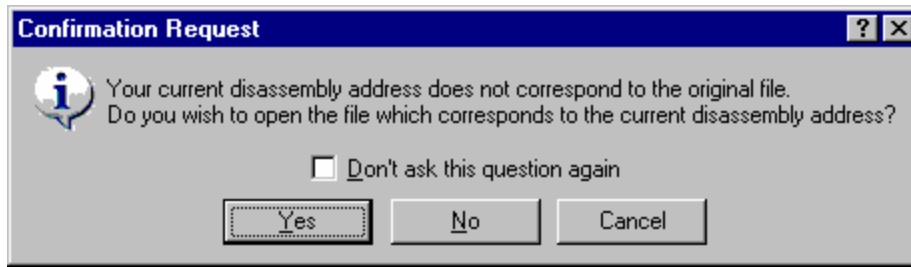 Confirmation Request
Your current disassembly address does not correspond to the original file.
Do you wish to open the file which corresponds to the current disassembly address?
Don't ask this question again
Yes No Cancel